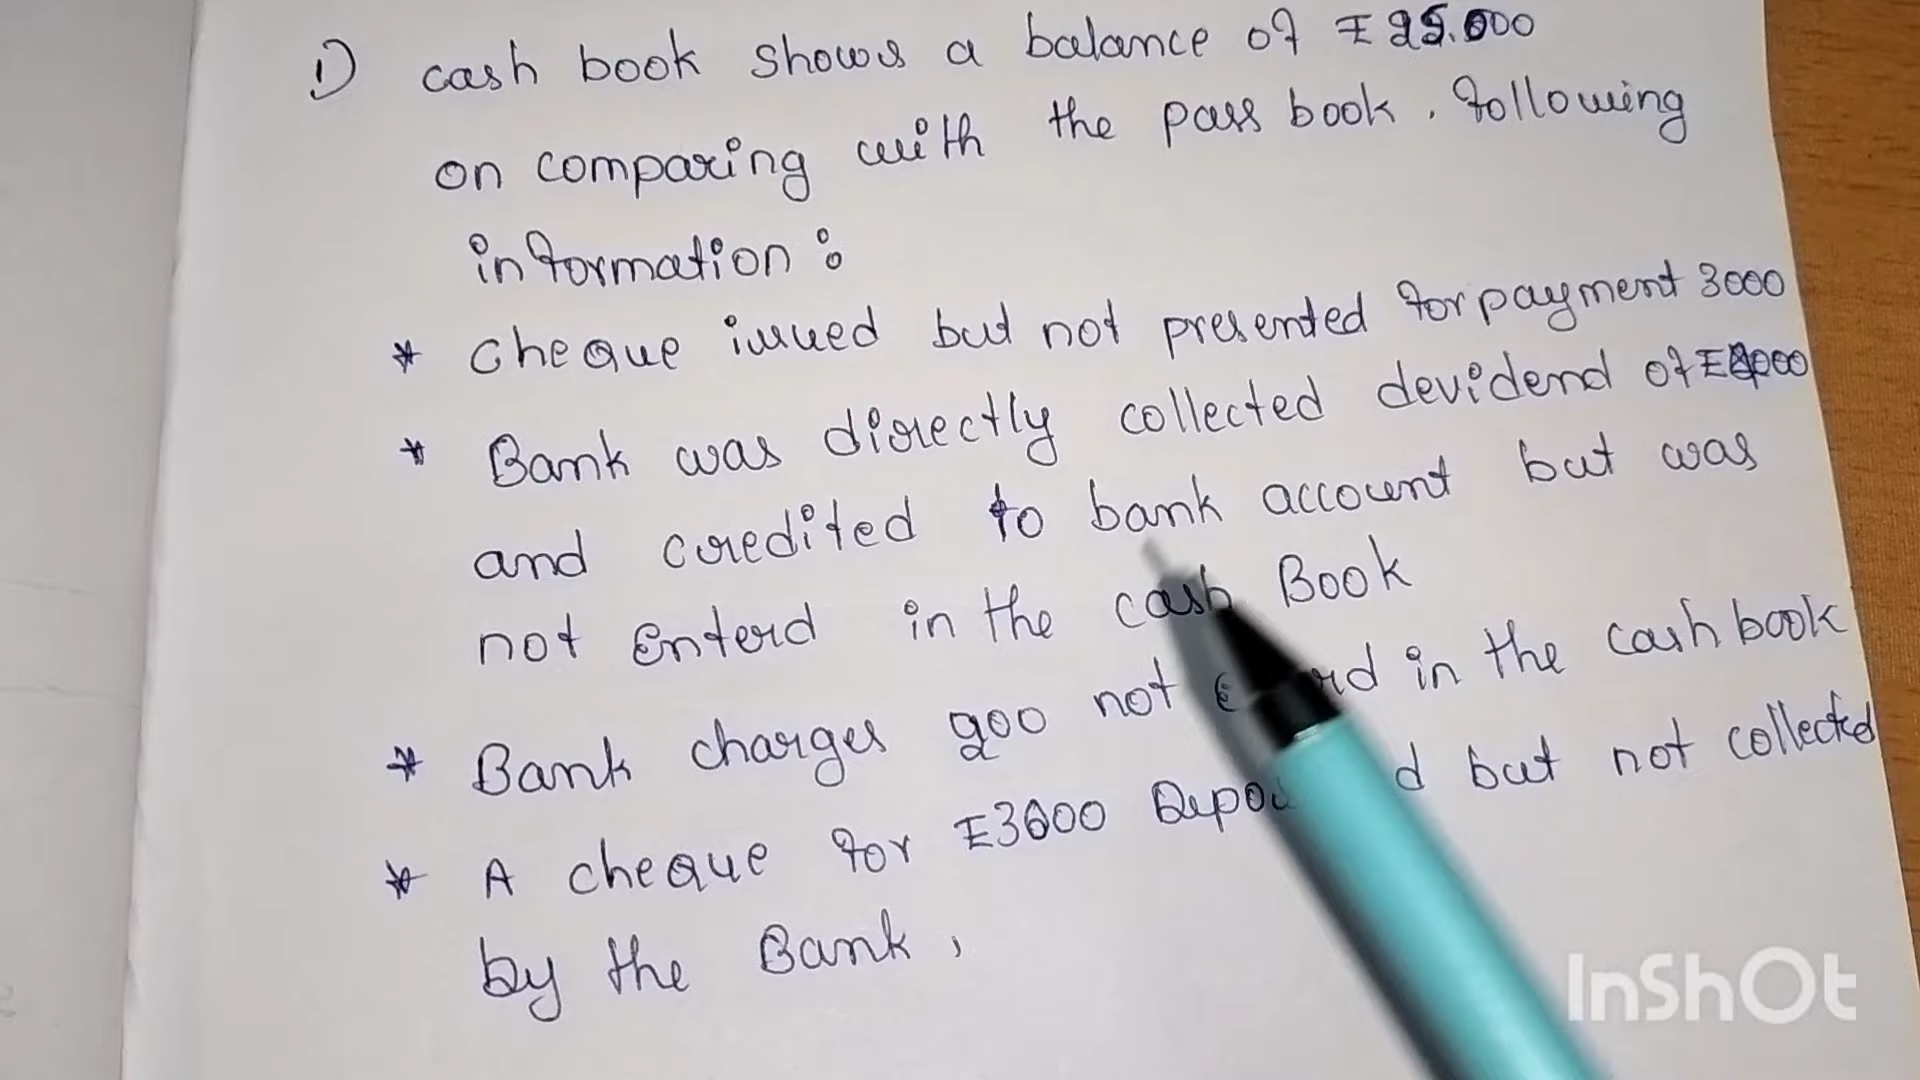 1) cash book shows a balance of ₹ 25.000
on comparing with the pass book. following
information :
* cheque issued but not presented for payment 3000
* Bank was directly collected devidend of
and credited to bank account but was
not Enterd in the cash Book
* Bank charges not in the cash book
* A cheque for ₹3600 but not collected
by the Bank,
InShOt